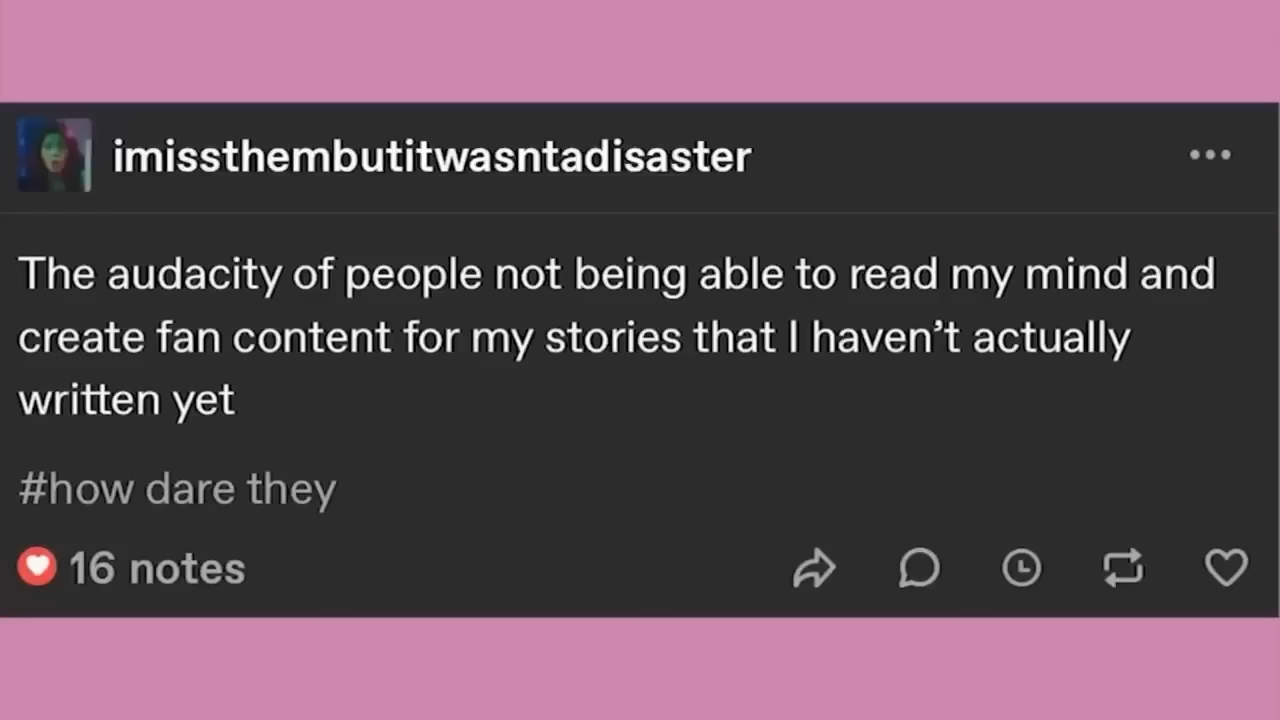 imissthembutitwasntadisaster
The audacity of people not being able to read my mind and
create fan content for my stories that I haven’t actually
written yet
#how dare they
16 notes